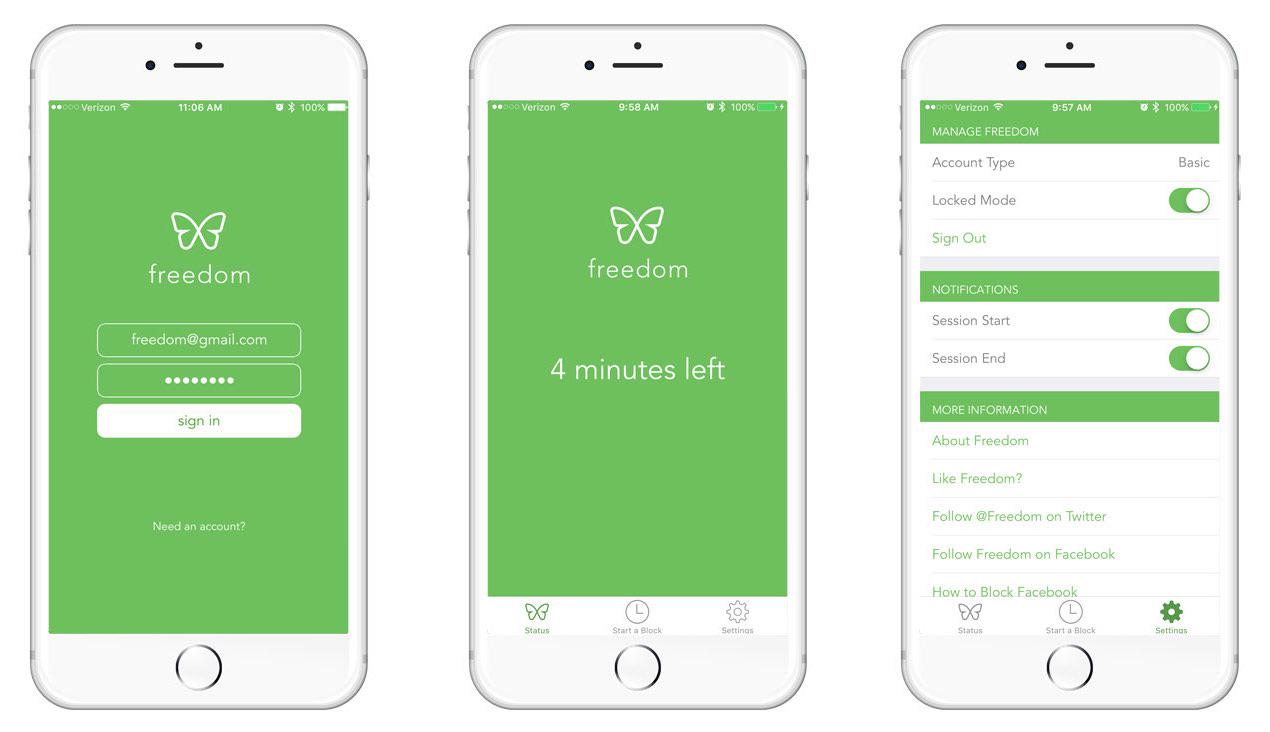 Verizon 11:06 AM 100%
freedom
freedom@gmail.com
●●●●●●●●
sign in
Need an account?
Verizon 9:58 AM 100%
freedom
4 minutes left
Status Start a Block Settings
Verizon 9:57 AM 100%
MANAGE FREEDOM
Account Type Basic
Locked Mode
Sign Out
NOTIFICATIONS
Session Start
Session End
MORE INFORMATION
About Freedom
Like Freedom?
Follow @Freedom on Twitter
Follow Freedom on Facebook
How to Block Facebook
Status Start a Block Settings